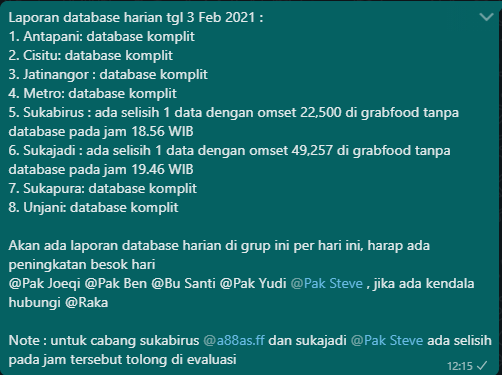 Laporan database harian tgl 3 Feb 2021 :
1. Antapani: database komplit
2. Cisitu: database komplit
3. Jatinangor : database komplit
4. Metro: database komplit
5. Sukabirus : ada selisih 1 data dengan omset 22,500 di grabfood tanpa
database pada jam 18.56 WIB
6. Sukajadi : ada selisih 1 data dengan omset 49,257 di grabfood tanpa
database pada jam 19.46 WIB
7. Sukapura: database komplit
8. Unjani: database komplit
Akan ada laporan database harian di grup ini per hari ini, harap ada
peningkatan besok hari
@Pak Joeqi @Pak Ben @Bu Santi @Pak Yudi @Pak Steve , jika ada kendala
hubungi @Raka
Note : untuk cabang sukabirus @a88as.ff dan sukajadi @Pak Steve ada selisih
pada jam tersebut tolong di evaluasi
12:15